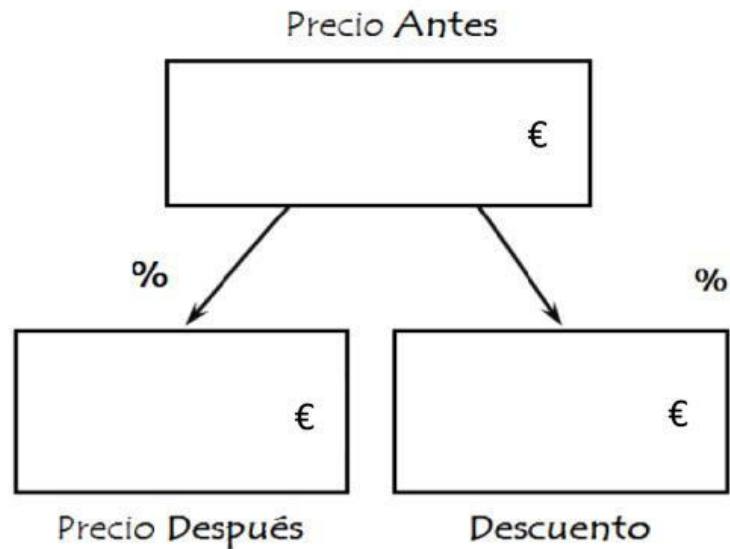 Precio Antes
€
% %
€ €
Precio Después Descuento